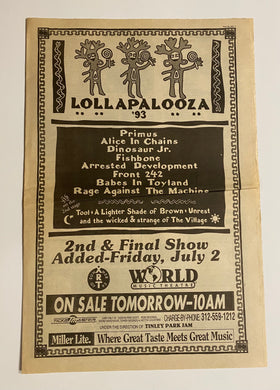 LOLLAPALOOZA
'93
Primus
Alice In Chains
Dinosaur Jr.
Fishbone
Arrested Development
Front 242
Babes In Toyland
Rage Against The Machine
Tool • A Lighter Shade of Brown • Unrest
and the wicked & strange of The Village
2nd & Final Show
Added-Friday, July 2
WORLD
MUSIC THEATRE
ON SALE TOMORROW-10AM
TICKETMASTER
CHARGE-BY-PHONE: 312-559-1212
UNDER THE DIRECTION OF TINLEY PARK JAM
Miller Lite. Where Great Taste Meets Great Music